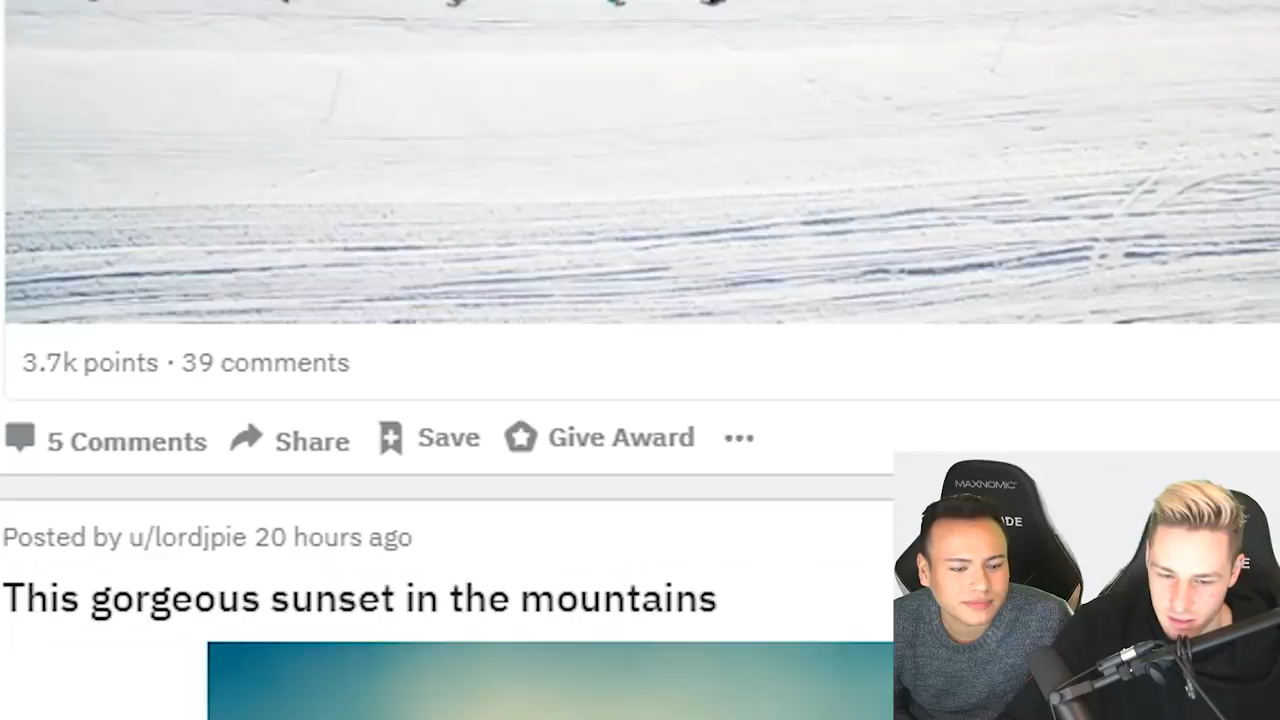 3.7k points · 39 comments
5 Comments Share Save Give Award
Posted by u/lordjpie 20 hours ago
This gorgeous sunset in the mountains
MAXNOMIC
DE
E